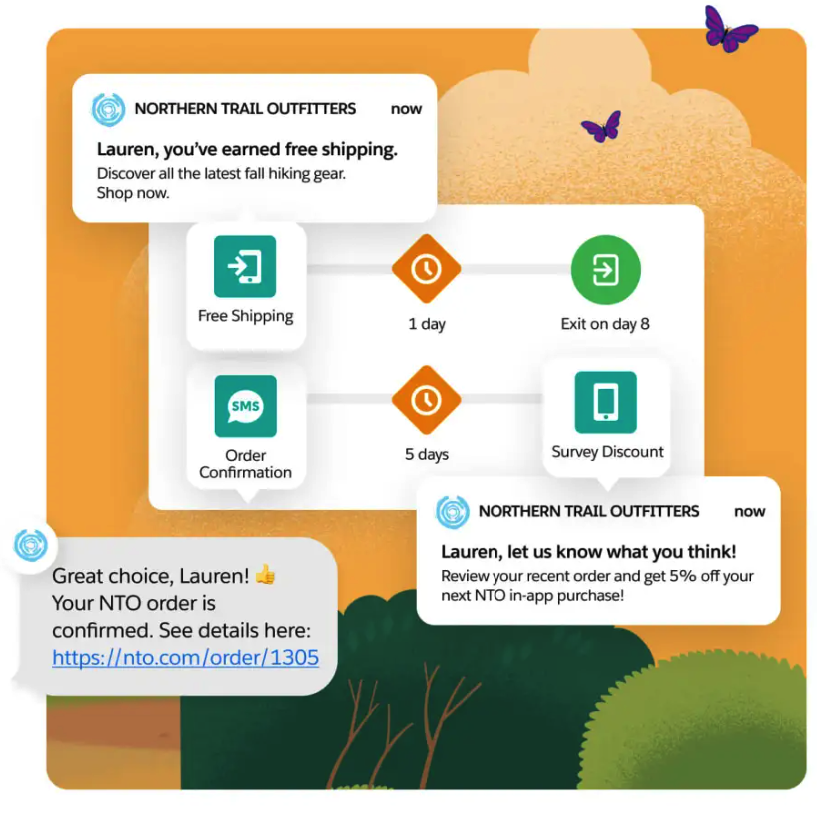 NORTHERN TRAIL OUTFITTERS now
Lauren, you’ve earned free shipping.
Discover all the latest fall hiking gear.
Shop now.
Free Shipping
1 day
Exit on day 8
SMS
Order
Confirmation
5 days
Survey Discount
NORTHERN TRAIL OUTFITTERS now
Lauren, let us know what you think!
Review your recent order and get 5% off your
next NTO in-app purchase!
Great choice, Lauren! 👍
Your NTO order is
confirmed. See details here:
https://nto.com/order/1305